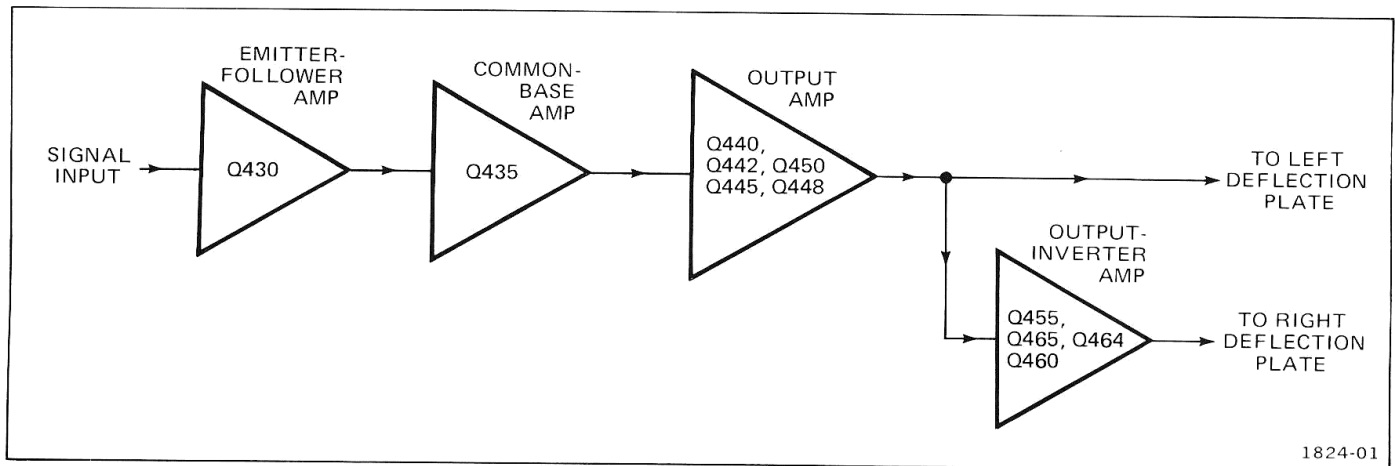 EMITTER-
FOLLOWER
AMP
COMMON-
BASE
AMP
OUTPUT
AMP
SIGNAL
INPUT
Q430
Q435
Q440,
Q442, Q450
Q445, Q448
TO LEFT
DEFLECTION
PLATE
OUTPUT-
INVERTER
AMP
Q455,
Q465, Q464
Q460
TO RIGHT
DEFLECTION
PLATE
1824-01